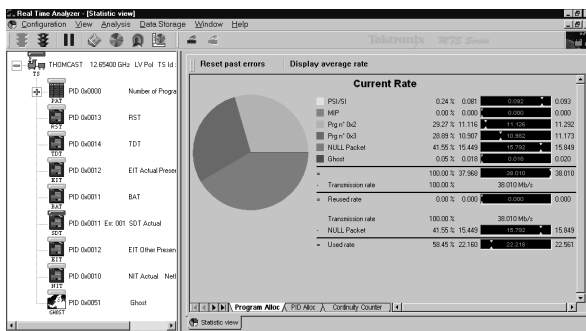 Real Time Analyzer - [Statistic view]
Configuration View Analysis Data Storage Window Help
Tektronix MTS Series
THOMCAST 12.65400 GHz LV Pol TS Id :
TS
PID 0x0000 Number of Progra
PAT
PID 0x0013 RST
RST
PID 0x0014 TDT
TDT
PID 0x0012 EIT Actual Presen
EIT
PID 0x0011 BAT
BAT
PID 0x0011 Err: 001 SDT Actual
SDT
PID 0x0012 EIT Other Presen
EIT
PID 0x0010 NIT Actual Netl
NIT
PID 0x0051 Ghost
GHOST
Reset past errors Display average rate
Current Rate
PSI/SI 0.24 % 0.081 0.092 0.093
MIP 0.00 % 0.000 0.000 0.000
Prg n° 0x2 29.27 % 11.116 11.126 11.292
Prg n° 0x3 28.89 % 10.907 10.982 11.173
NULL Packet 41.55 % 15.449 15.792 15.849
Ghost 0.05 % 0.018 0.018 0.020
= 100.00 % 37.968 38.010 38.010
- Transmission rate 100.00 % 38.010 Mb/s
= Reused rate 0.00 % 0.000 0.000 0.000
Transmission rate 100.00 % 38.010 Mb/s
- NULL Packet 41.55 % 15.449 15.792 15.849
= Used rate 58.45 % 22.160 22.218 22.561
Program Alloc PID Alloc. Continuity Counter
Statistic view